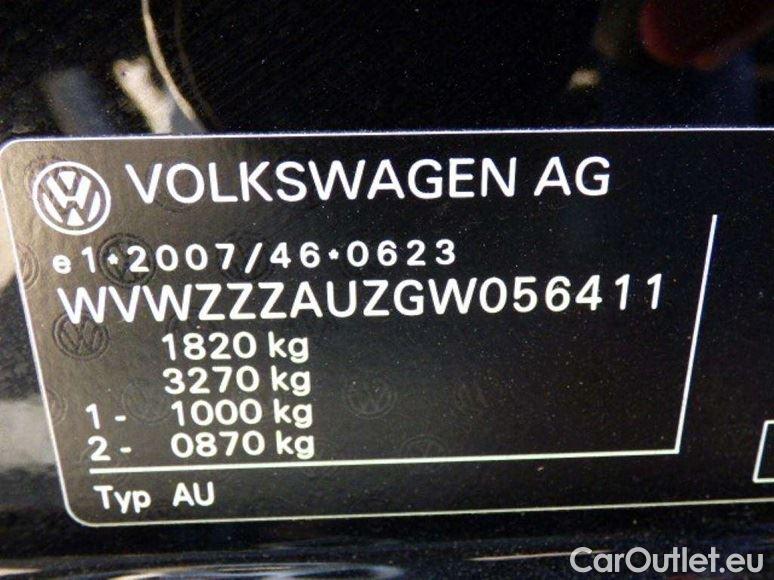 VOLKSWAGEN AG
e1*2007/46*0623
WVWZZZAUZGW056411
1820 kg
3270 kg
1- 1000 kg
2- 0870 kg
Typ AU
CarOutlet.eu